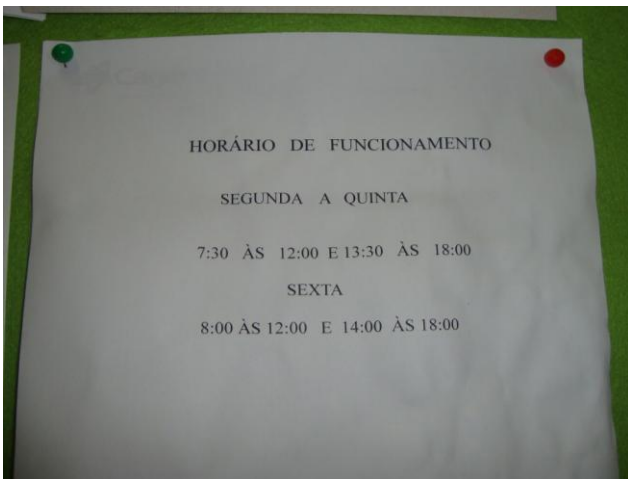 HORÁRIO DE FUNCIONAMENTO
SEGUNDA A QUINTA
7:30 ÀS 12:00 E 13:30 ÀS 18:00
SEXTA
8:00 ÀS 12:00 E 14:00 ÀS 18:00